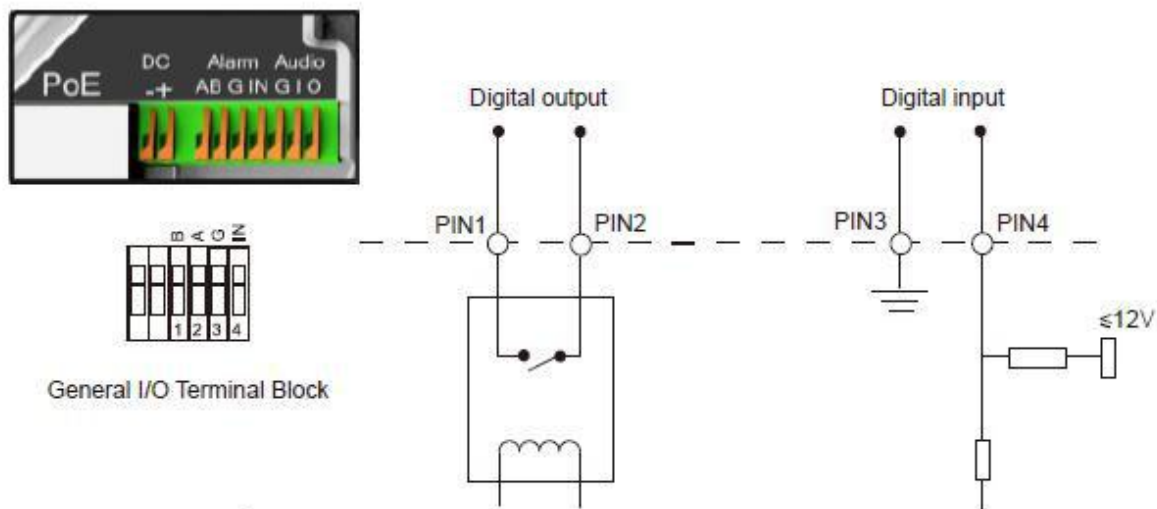 DC Alarm Audio
PoE -+ AB G IN G I O
Digital output
Digital input
PIN1
PIN2
PIN3
PIN4
B A G IN
1 2 3 4
≤12V
General I/O Terminal Block